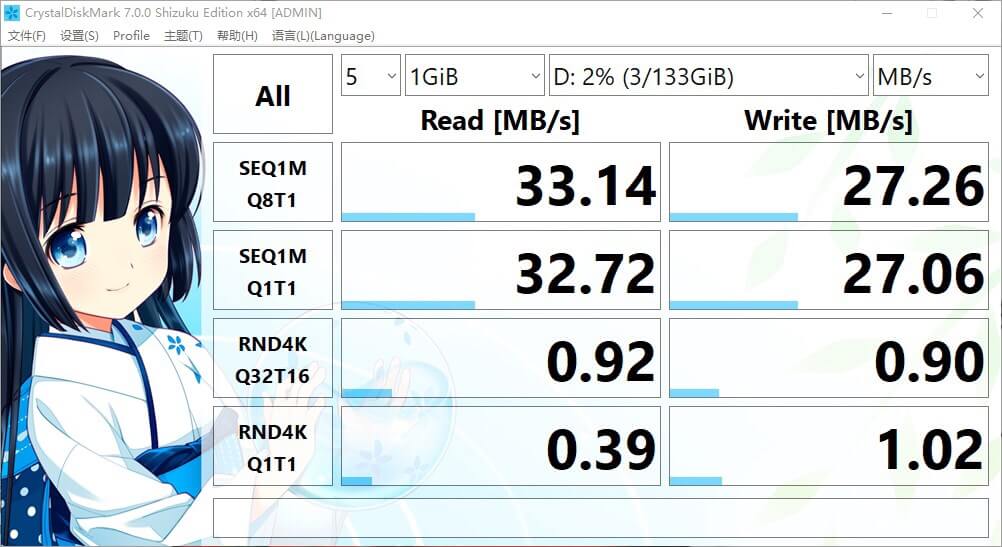 CrystalDiskMark 7.0.0 Shizuku Edition x64 [ADMIN]
文件(F) 设置(S) Profile 主题(T) 帮助(H) 语言(L)(Language)
All 5 1GiB D: 2% (3/133GiB) MB/s
Read [MB/s] Write [MB/s]
SEQ1M
Q8T1 33.14 27.26
SEQ1M
Q1T1 32.72 27.06
RND4K
Q32T16 0.92 0.90
RND4K
Q1T1 0.39 1.02